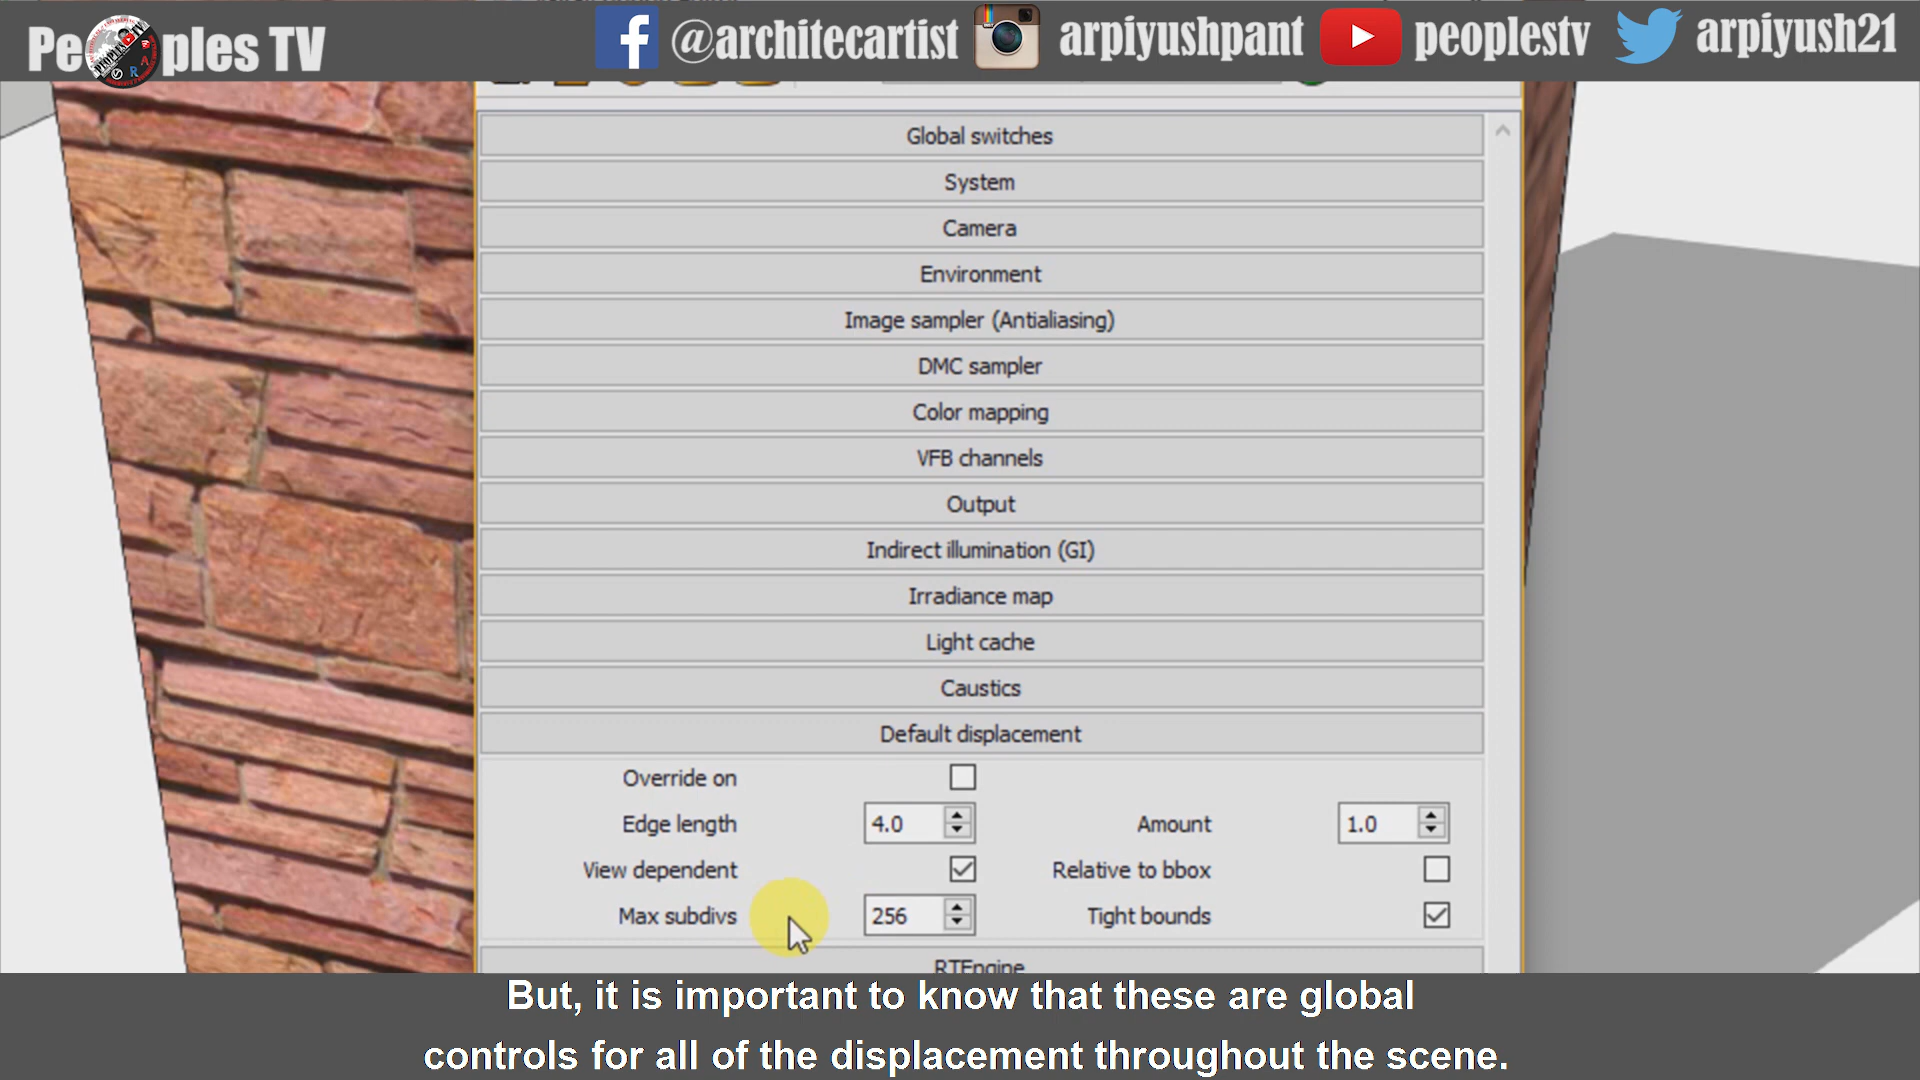 Peoples TV
@architecartist
arpiyushpant
peoplestv
arpiyush21
Global switches
System
Camera
Environment
Image sampler (Antialiasing)
DMC sampler
Color mapping
VFB channels
Output
Indirect illumination (GI)
Irradiance map
Light cache
Caustics
Default displacement
Override on
Edge length 4.0 Amount 1.0
View dependent Relative to bbox
Max subdivs 256 Tight bounds
RTEngine
But, it is important to know that these are global
controls for all of the displacement throughout the scene.